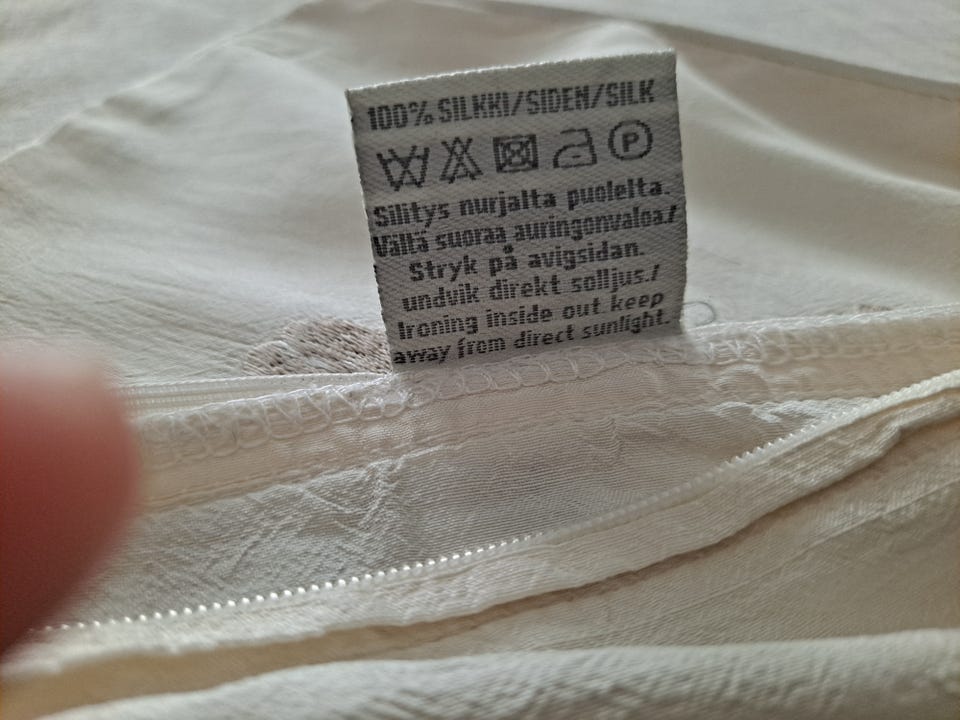 100% SILKKI/SIDEN/SILK
P
Silitys nurjalta puolelta.
Vältä suoraa auringonvaloa/
Stryk på avigsidan.
undvik direkt solljus./
Ironing inside out.keep
away from direct sunlight.